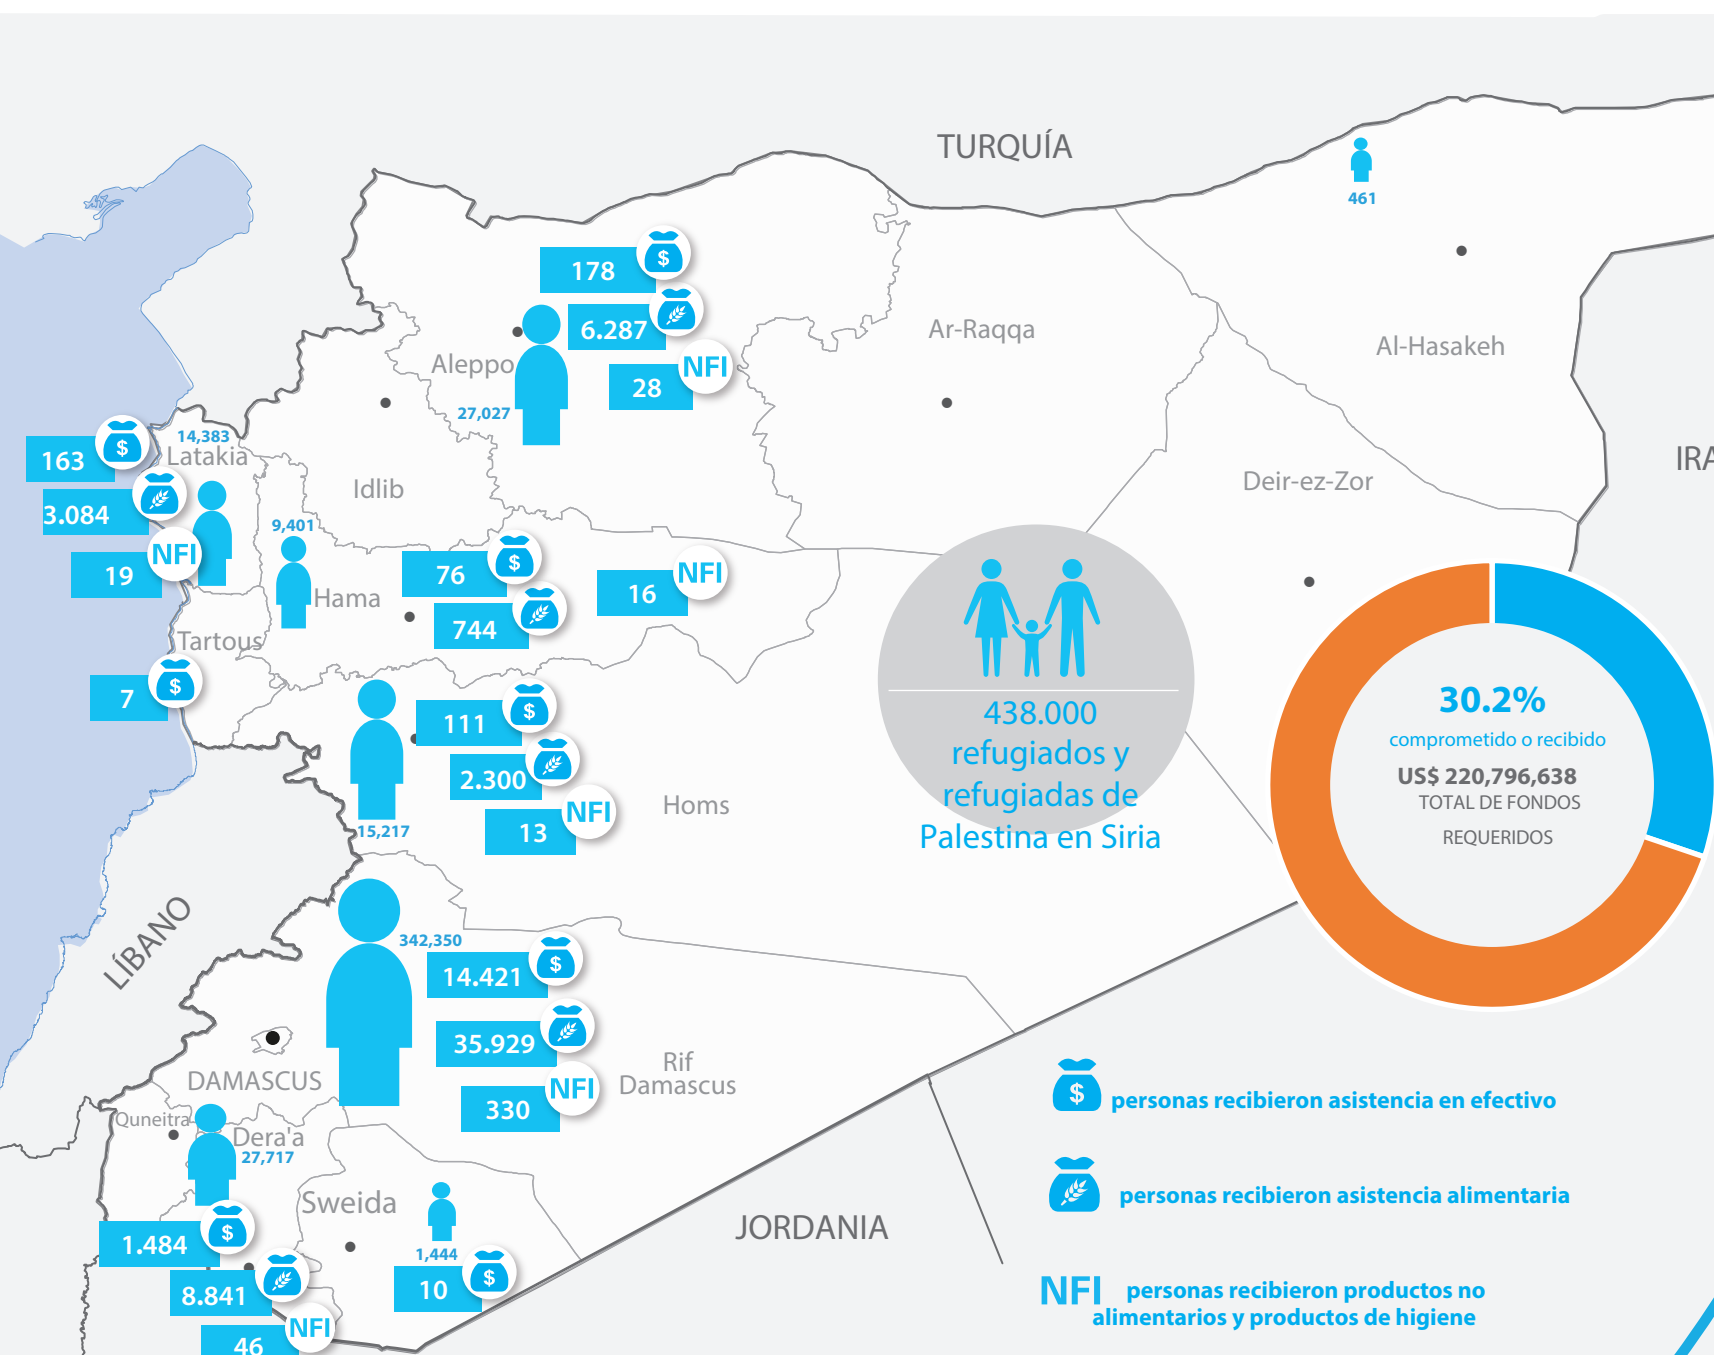 TURQUÍA
461
178
$
6.287
Ar-Raqqa
Al-Hasakeh
Aleppo
NFI
28
27,027
14,383
$
163
Latakia
IRA
Idlib
Deir-ez-Zor
3.084
9,401
NFI
19
76
$
16
NFI
Hama
744
Tartous
7
$
111
$
2.300
NFI
13
Homs
15,217
438.000
refugiados y
refugiadas de
Palestina en Siria
30.2%
comprometido o recibido
US$ 220,796,638
TOTAL DE FONDOS
REQUERIDOS
LÍBANO
342,350
14.421
$
35.929
Rif
Damascus
NFI
330
DAMASCUS
Quneitra
Dera'a
27,717
Sweida
1.484
$
1,444
10
$
8.841
NFI
46
JORDANIA
$ personas recibieron asistencia en efectivo
personas recibieron asistencia alimentaria
NFI personas recibieron productos no
alimentarios y productos de higiene